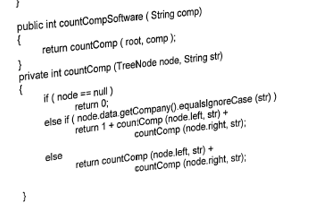 }
public int countCompSoftware ( String comp)
{
return countComp ( root, comp );
}
private int countComp (TreeNode node, String str)
{
if ( node == null )
return 0;
else if ( node.data.getCompany().equalsIgnoreCase (str) )
return 1 + countComp (node.left, str) +
countComp (node.right, str);
else
return countComp (node.left, str) +
countComp (node.right, str);
}